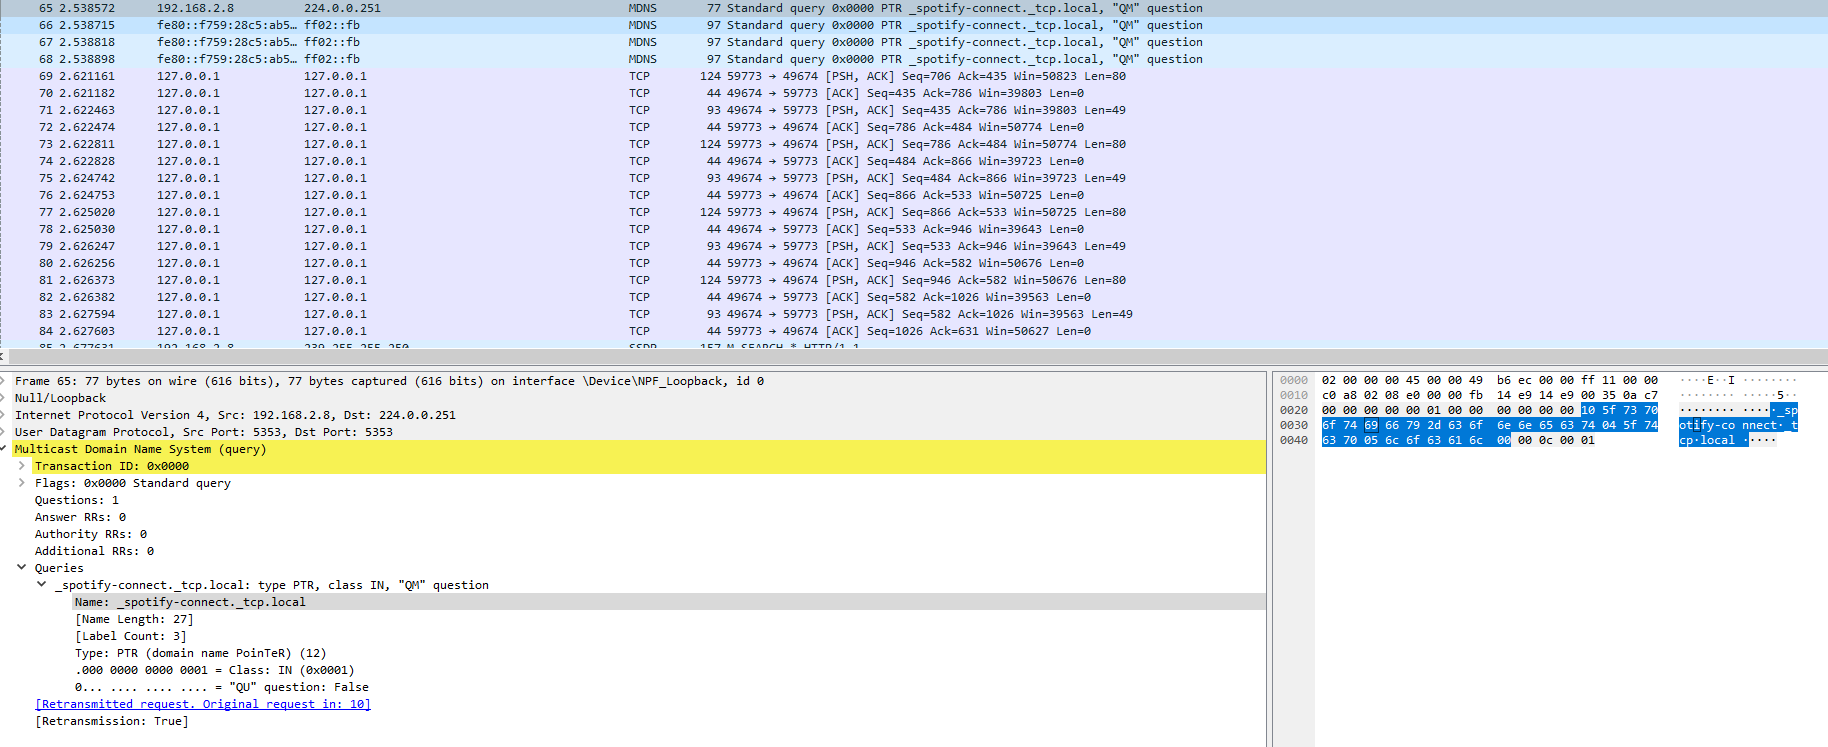 65 2.538572 192.168.2.8 224.0.0.251 MDNS 77 Standard query 0x0000 PTR _spotify-connect._tcp.local, "QM" question
66 2.538715 fe80::f759:28c5:ab5… ff02::fb MDNS 97 Standard query 0x0000 PTR _spotify-connect._tcp.local, "QM" question
67 2.538818 fe80::f759:28c5:ab5… ff02::fb MDNS 97 Standard query 0x0000 PTR _spotify-connect._tcp.local, "QM" question
68 2.538898 fe80::f759:28c5:ab5… ff02::fb MDNS 97 Standard query 0x0000 PTR _spotify-connect._tcp.local, "QM" question
69 2.621161 127.0.0.1 127.0.0.1 TCP 124 59773 → 49674 [PSH, ACK] Seq=706 Ack=435 Win=50823 Len=80
70 2.621182 127.0.0.1 127.0.0.1 TCP 44 49674 → 59773 [ACK] Seq=435 Ack=786 Win=39803 Len=0
71 2.622463 127.0.0.1 127.0.0.1 TCP 93 49674 → 59773 [PSH, ACK] Seq=435 Ack=786 Win=39803 Len=49
72 2.622474 127.0.0.1 127.0.0.1 TCP 44 59773 → 49674 [ACK] Seq=786 Ack=484 Win=50774 Len=0
73 2.622811 127.0.0.1 127.0.0.1 TCP 124 59773 → 49674 [PSH, ACK] Seq=786 Ack=484 Win=50774 Len=80
74 2.622828 127.0.0.1 127.0.0.1 TCP 44 49674 → 59773 [ACK] Seq=484 Ack=866 Win=39723 Len=0
75 2.624742 127.0.0.1 127.0.0.1 TCP 93 49674 → 59773 [PSH, ACK] Seq=484 Ack=866 Win=39723 Len=49
76 2.624753 127.0.0.1 127.0.0.1 TCP 44 59773 → 49674 [ACK] Seq=866 Ack=533 Win=50725 Len=0
77 2.625020 127.0.0.1 127.0.0.1 TCP 124 59773 → 49674 [PSH, ACK] Seq=866 Ack=533 Win=50725 Len=80
78 2.625030 127.0.0.1 127.0.0.1 TCP 44 49674 → 59773 [ACK] Seq=533 Ack=946 Win=39643 Len=0
79 2.626247 127.0.0.1 127.0.0.1 TCP 93 49674 → 59773 [PSH, ACK] Seq=533 Ack=946 Win=39643 Len=49
80 2.626256 127.0.0.1 127.0.0.1 TCP 44 59773 → 49674 [ACK] Seq=946 Ack=582 Win=50676 Len=0
81 2.626373 127.0.0.1 127.0.0.1 TCP 124 59773 → 49674 [PSH, ACK] Seq=946 Ack=582 Win=50676 Len=80
82 2.626382 127.0.0.1 127.0.0.1 TCP 44 49674 → 59773 [ACK] Seq=582 Ack=1026 Win=39563 Len=0
83 2.627594 127.0.0.1 127.0.0.1 TCP 93 49674 → 59773 [PSH, ACK] Seq=582 Ack=1026 Win=39563 Len=49
84 2.627603 127.0.0.1 127.0.0.1 TCP 44 59773 → 49674 [ACK] Seq=1026 Ack=631 Win=50627 Len=0
85 2.677631 192.168.2.8 239.255.255.250 SSDP 157 M-SEARCH * HTTP/1.1
Frame 65: 77 bytes on wire (616 bits), 77 bytes captured (616 bits) on interface \Device\NPF_Loopback, id 0
Null/Loopback
Internet Protocol Version 4, Src: 192.168.2.8, Dst: 224.0.0.251
User Datagram Protocol, Src Port: 5353, Dst Port: 5353
Multicast Domain Name System (query)
Transaction ID: 0x0000
Flags: 0x0000 Standard query
Questions: 1
Answer RRs: 0
Authority RRs: 0
Additional RRs: 0
Queries
_spotify-connect._tcp.local: type PTR, class IN, "QM" question
Name: _spotify-connect._tcp.local
[Name Length: 27]
[Label Count: 3]
Type: PTR (domain name PoinTeR) (12)
.000 0000 0000 0001 = Class: IN (0x0001)
0... .... .... .... = "QU" question: False
[Retransmitted request. Original request in: 10]
[Retransmission: True]
0000 02 00 00 00 45 00 00 49 b6 ec 00 00 ff 11 00 00 ····E··I ········
0010 c0 a8 02 08 e0 00 00 fb 14 e9 14 e9 00 35 0a c7 ········ ·····5··
0020 00 00 00 00 00 01 00 00 00 00 00 00 10 5f 73 70 ········ ·····_sp
0030 6f 74 69 66 79 2d 63 6f 6e 6e 65 63 74 04 5f 74 otify-co nnect·_t
0040 63 70 05 6c 6f 63 61 6c 00 00 0c 00 01 cp·local ·····